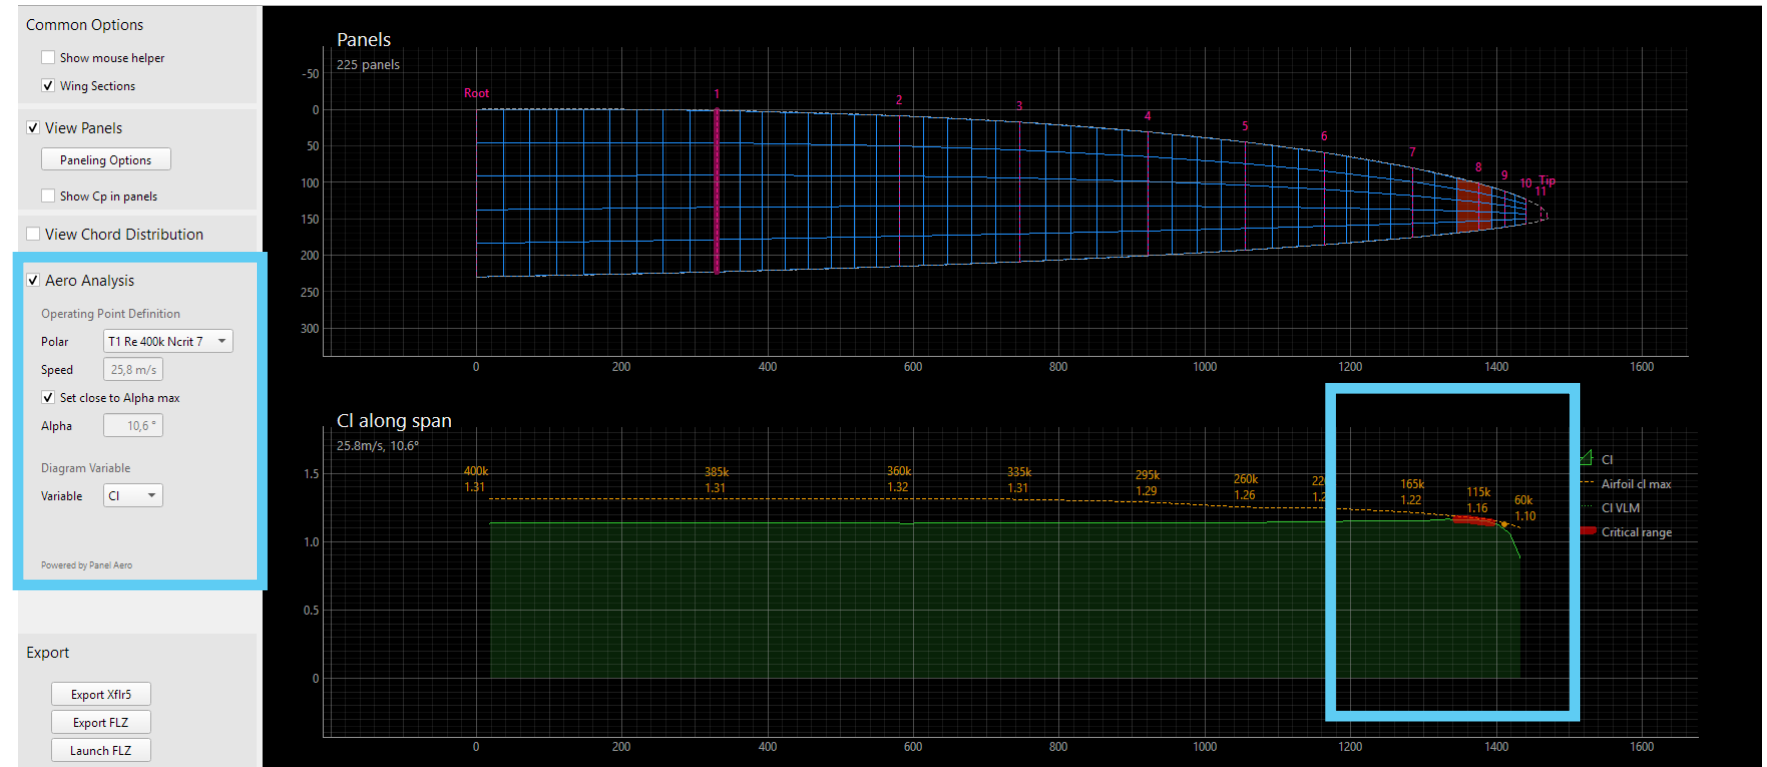 Common Options
Show mouse helper
Wing Sections
View Panels
Paneling Options
Show Cp in panels
View Chord Distribution
Aero Analysis
Operating Point Definition
Polar T1 Re 400k Ncrit 7
Speed 25,8 m/s
Set close to Alpha max
Alpha 10,6 °
Diagram Variable
Variable Cl
Powered by Panel Aero
Export
Export Xflr5
Export FLZ
Launch FLZ
Panels
225 panels
-50
0
50
100
150
200
250
300
Root 1 2 3 4 5 6 7 8 9 10 11 Tip
0 200 400 600 800 1000 1200 1400 1600
Cl along span
25.8m/s, 10.6°
1.5
1.0
0.5
0
400k 385k 360k 335k 295k 260k 165k 115k 60k
1.31 1.31 1.32 1.31 1.29 1.26 1.22 1.16 1.10
Cl
Airfoil cl max
Cl VLM
Critical range
0 200 400 600 800 1000 1200 1400 1600